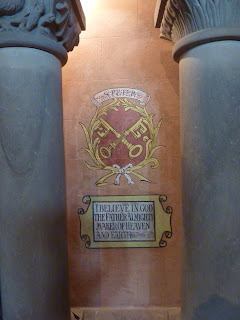 S·PETER
I BELIEVE IN GOD
THE FATHER ALMIGHTY
MAKER OF HEAVEN
AND EARTH